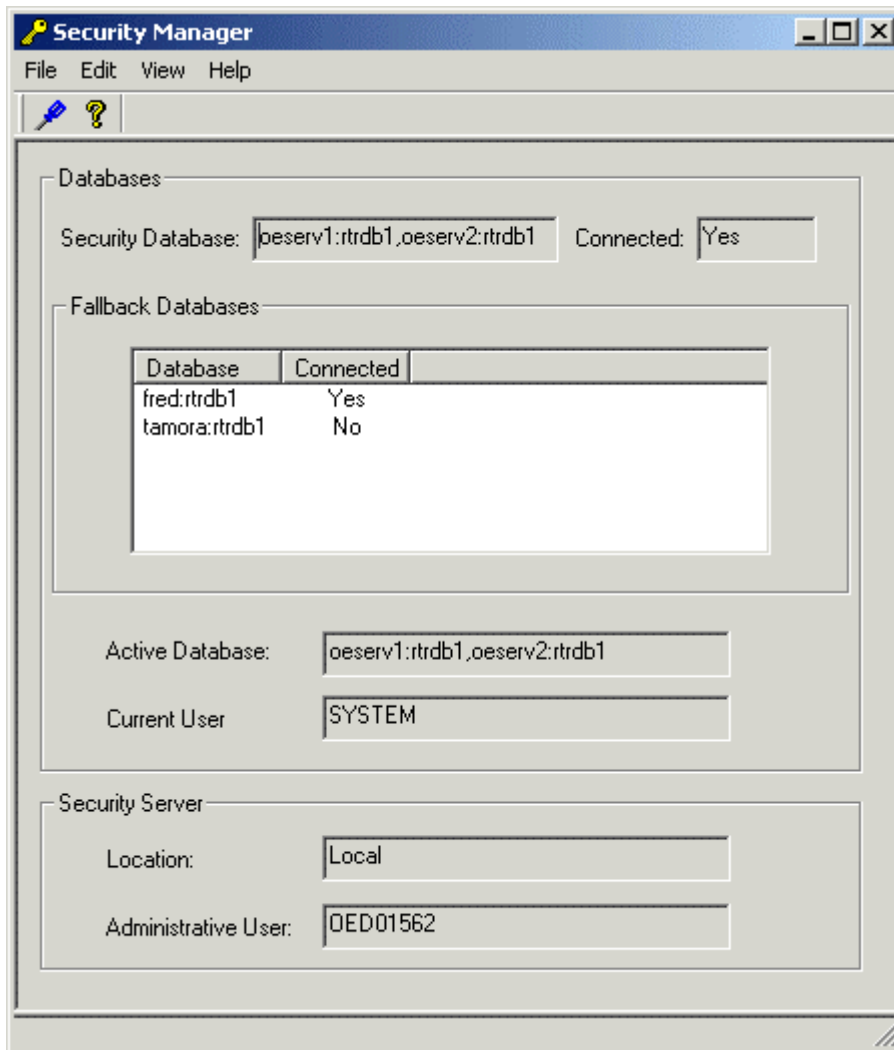 Security Manager
File Edit View Help
Databases
Security Database: oeserv1:rtrdb1,oeserv2:rtrdb1 Connected: Yes
Fallback Databases
Database Connected
fred:rtrdb1 Yes
tamora:rtrdb1 No
Active Database: oeserv1:rtrdb1,oeserv2:rtrdb1
Current User SYSTEM
Security Server
Location: Local
Administrative User: OED01562